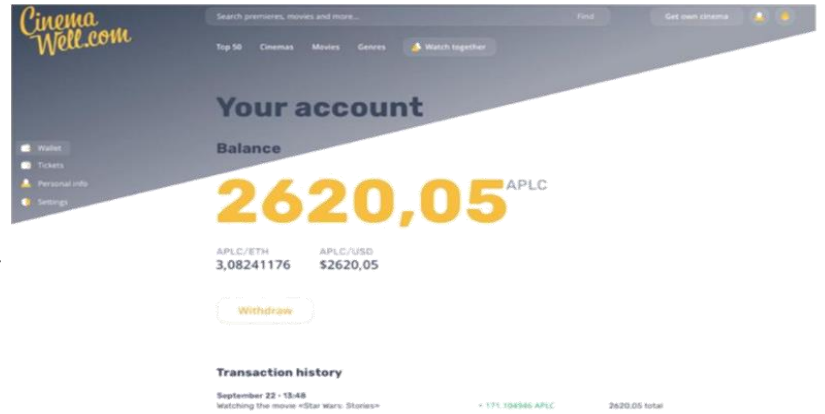 Cinema
Well.com
Search premieres, movies and more... Find Get own cinema
Top 50 Cinemas Movies Genres Watch together
Your account
Balance
Wallet
Tickets
Personal info
Settings
2620,05 APLC
APLC/ETH APLC/USD
3,08241176 $2620,05
Withdraw
Transaction history
September 22 - 13:48
Watching the movie «Star Wars: Stories» + 171.104946 APLC 2620.05 total